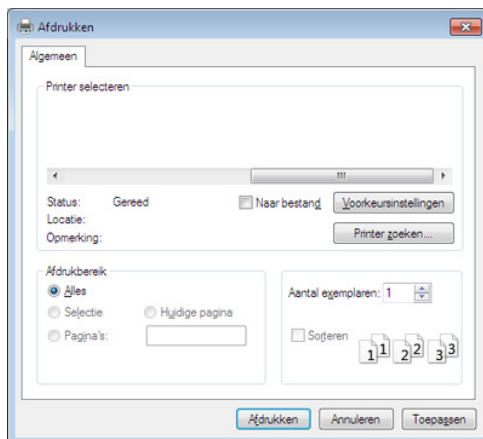 Afdrukken
Algemeen
Printer selecteren
Status: Gereed
Naar bestand
Voorkeursinstellingen
Locatie:
Opmerking:
Printer zoeken...
Afdrukbereik
Alles
Selectie
Huidige pagina
Pagina's:
Aantal exemplaren: 1
Sorteren
1 1 2 2 3 3
Afdrukken
Annuleren
Toepassen